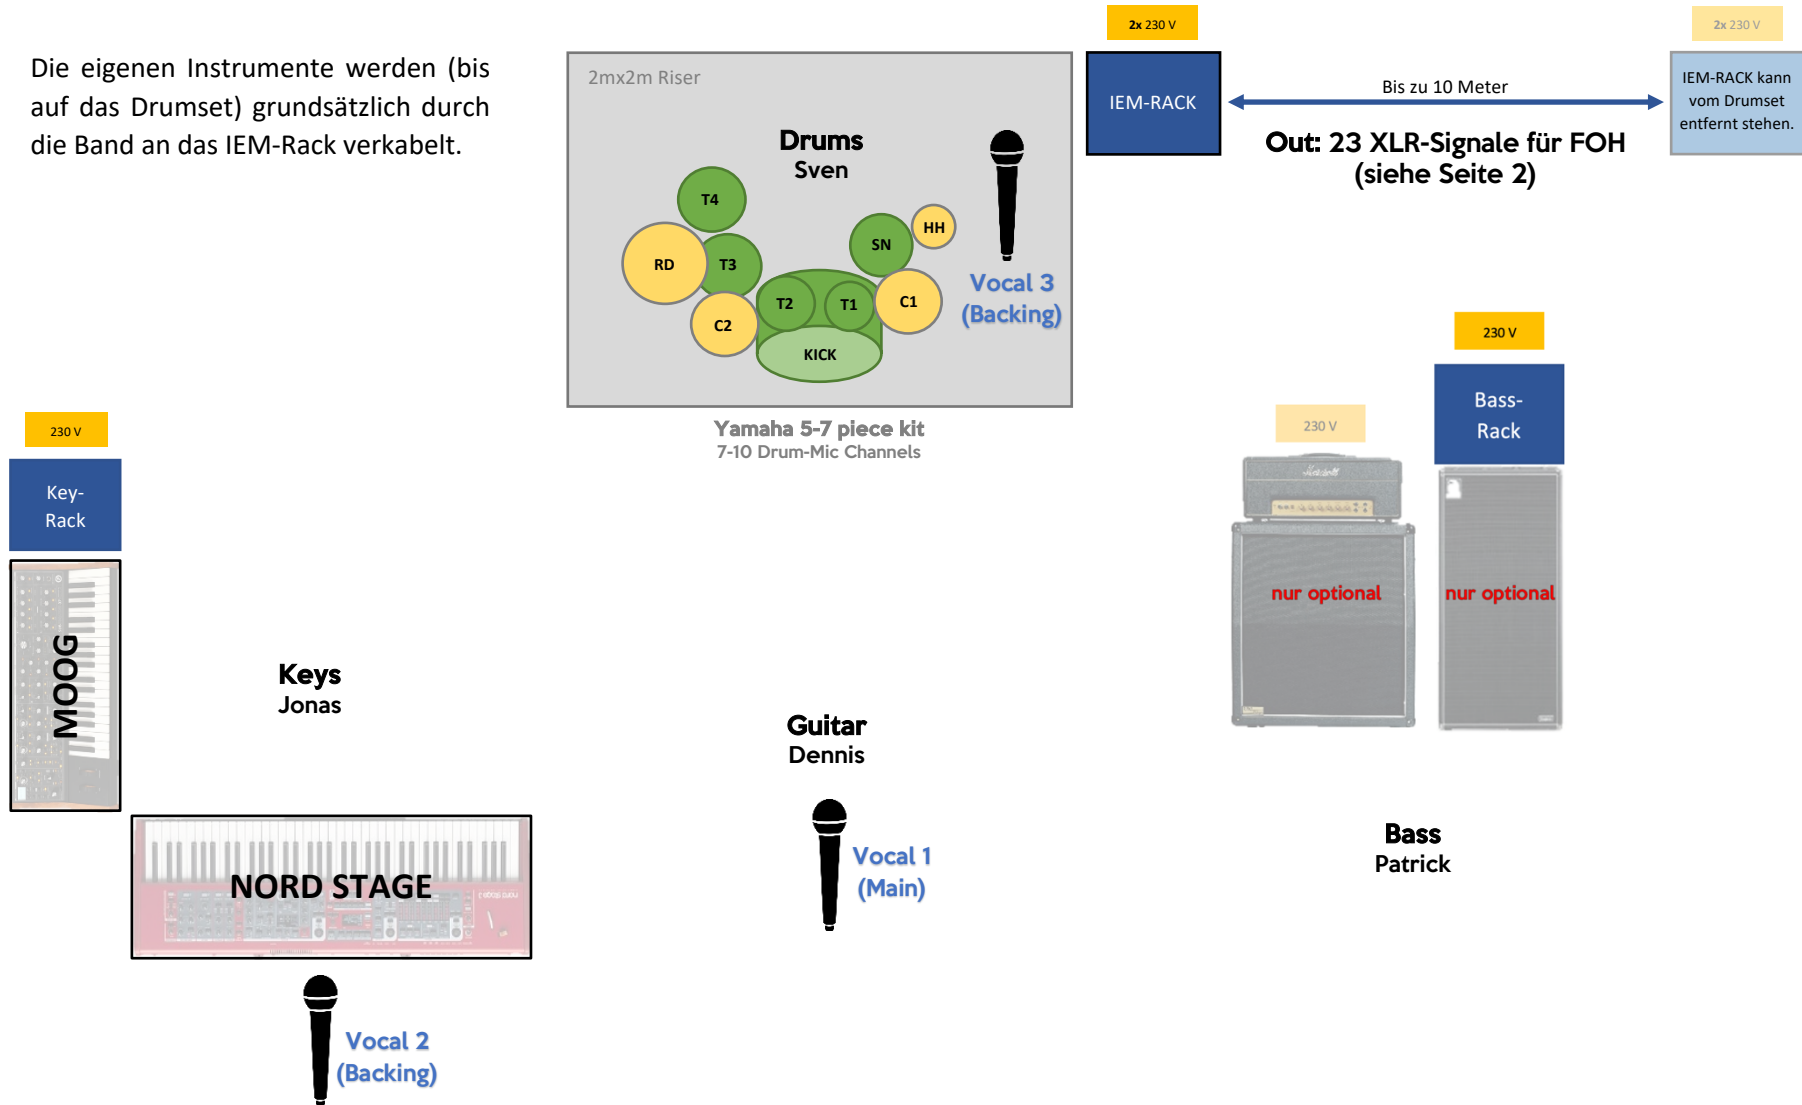 Die eigenen Instrumente werden (bis
auf das Drumset) grundsätzlich durch
die Band an das IEM-Rack verkabelt.
2mx2m Riser
Drums
Sven
T4
RD
T3
C2
T2
T1
KICK
SN
HH
C1
Vocal 3
(Backing)
Yamaha 5-7 piece kit
7-10 Drum-Mic Channels
2x 230 V
IEM-RACK
Bis zu 10 Meter
Out: 23 XLR-Signale für FOH
(siehe Seite 2)
2x 230 V
IEM-RACK kann
vom Drumset
entfernt stehen.
230 V
Key-
Rack
MOOG
Keys
Jonas
NORD STAGE
nord stage 2
Vocal 2
(Backing)
Guitar
Dennis
Vocal 1
(Main)
230 V
Marshall
nur optional
230 V
Bass-
Rack
nur optional
Bass
Patrick